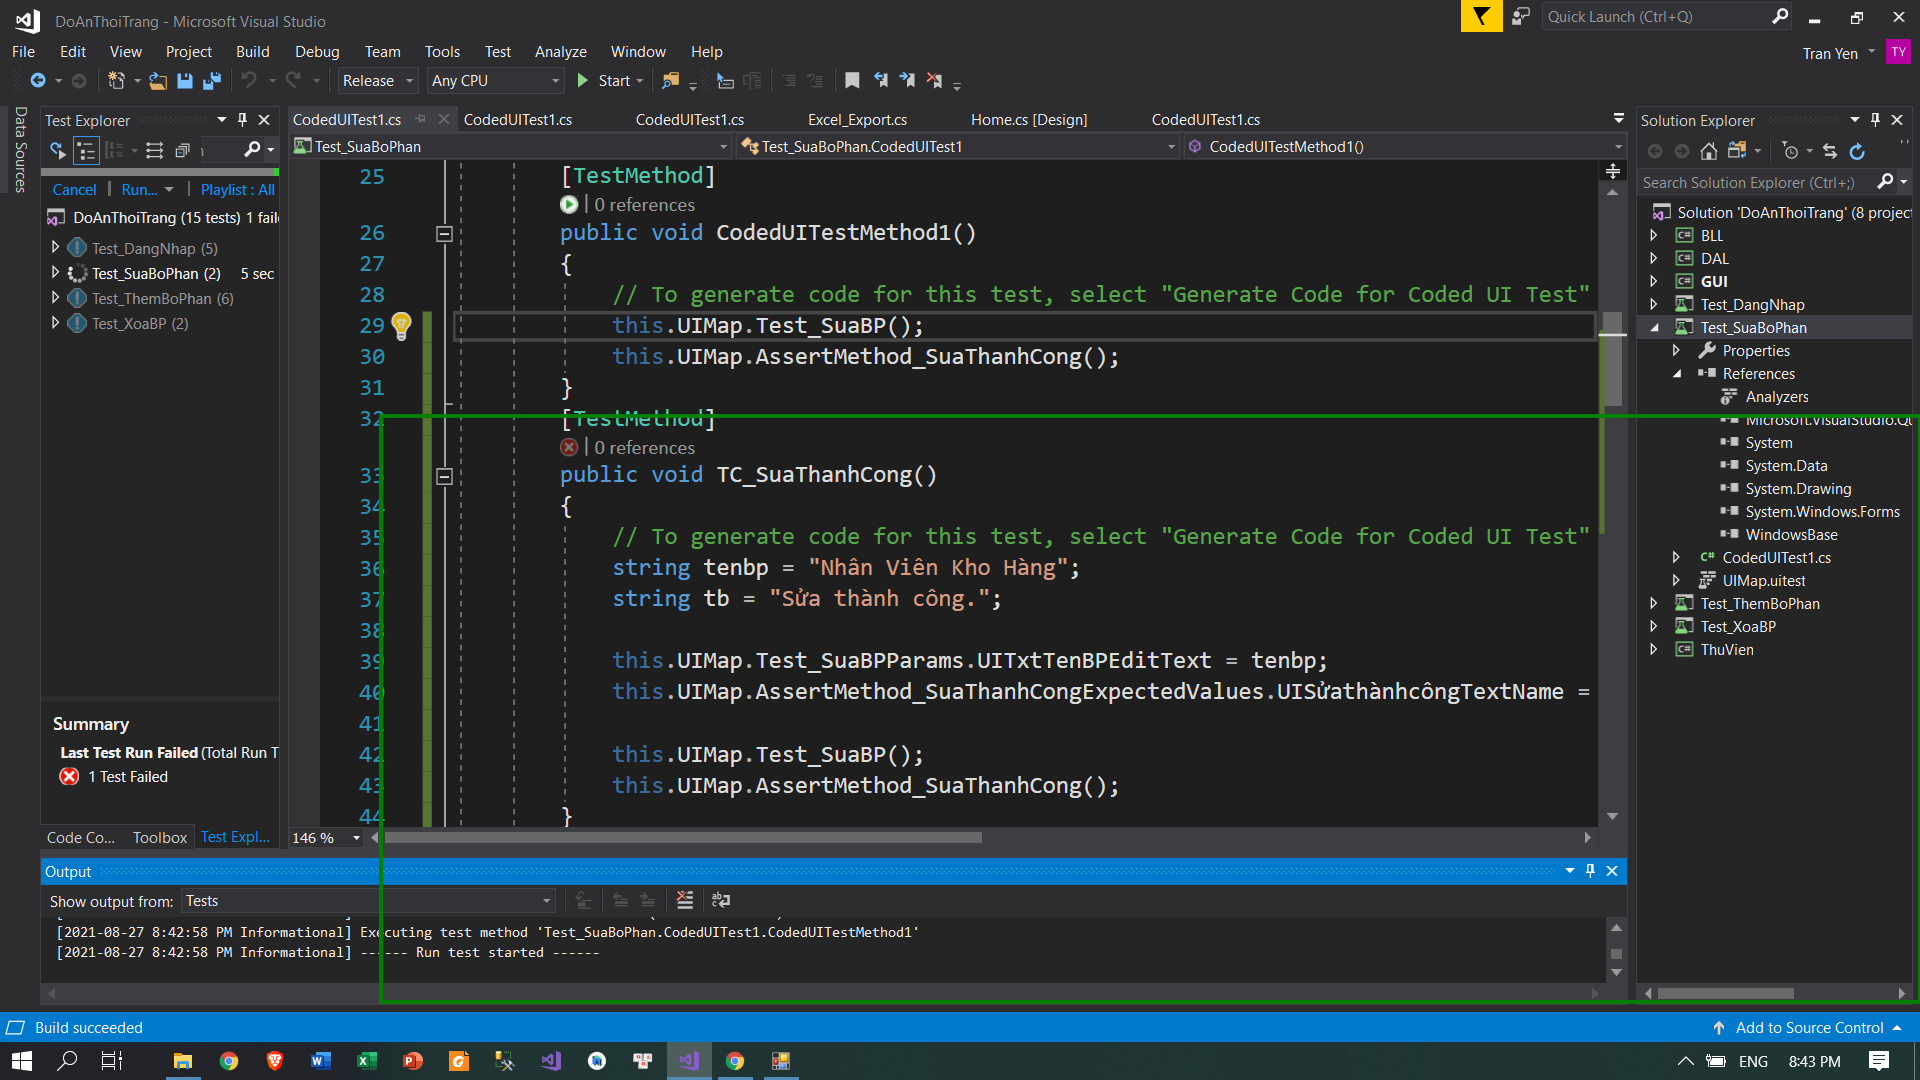 DoAnThoiTrang - Microsoft Visual Studio
Quick Launch (Ctrl+Q)
File Edit View Project Build Debug Team Tools Test Analyze Window Help
Tran Yen
TY
Release Any CPU Start
Data Sources
Test Explorer
Cancel Run... Playlist : All
DoAnThoiTrang (15 tests) 1 fail
Test_DangNhap (5)
Test_SuaBoPhan (2) 5 sec
Test_ThemBoPhan (6)
Test_XoaBP (2)
Summary
Last Test Run Failed (Total Run T
1 Test Failed
Code Co... Toolbox Test Expl...
CodedUITest1.cs CodedUITest1.cs CodedUITest1.cs Excel_Export.cs Home.cs [Design] CodedUITest1.cs
Test_SuaBoPhan Test_SuaBoPhan.CodedUITest1 CodedUITestMethod1()
25 [TestMethod]
0 references
26 public void CodedUITestMethod1()
27 {
28 // To generate code for this test, select "Generate Code for Coded UI Test"
29 this.UIMap.Test_SuaBP();
30 this.UIMap.AssertMethod_SuaThanhCong();
31 }
32 [TestMethod]
0 references
33 public void TC_SuaThanhCong()
34 {
35 // To generate code for this test, select "Generate Code for Coded UI Test"
36 string tenbp = "Nhân Viên Kho Hàng";
37 string tb = "Sửa thành công.";
38
39 this.UIMap.Test_SuaBPParams.UITxtTenBPEditText = tenbp;
40 this.UIMap.AssertMethod_SuaThanhCongExpectedValues.UISửathànhcôngTextName =
41
42 this.UIMap.Test_SuaBP();
43 this.UIMap.AssertMethod_SuaThanhCong();
44 }
146 %
Output
Show output from: Tests
[2021-08-27 8:42:58 PM Informational] Executing test method 'Test_SuaBoPhan.CodedUITest1.CodedUITestMethod1'
[2021-08-27 8:42:58 PM Informational] ------ Run test started ------
Solution Explorer
Search Solution Explorer (Ctrl+;)
Solution 'DoAnThoiTrang' (8 project
BLL
DAL
GUI
Test_DangNhap
Test_SuaBoPhan
Properties
References
Analyzers
Microsoft.VisualStudio.Qu
System
System.Data
System.Drawing
System.Windows.Forms
WindowsBase
CodedUITest1.cs
UIMap.uitest
Test_ThemBoPhan
Test_XoaBP
ThuVien
Build succeeded
Add to Source Control
ENG 8:43 PM